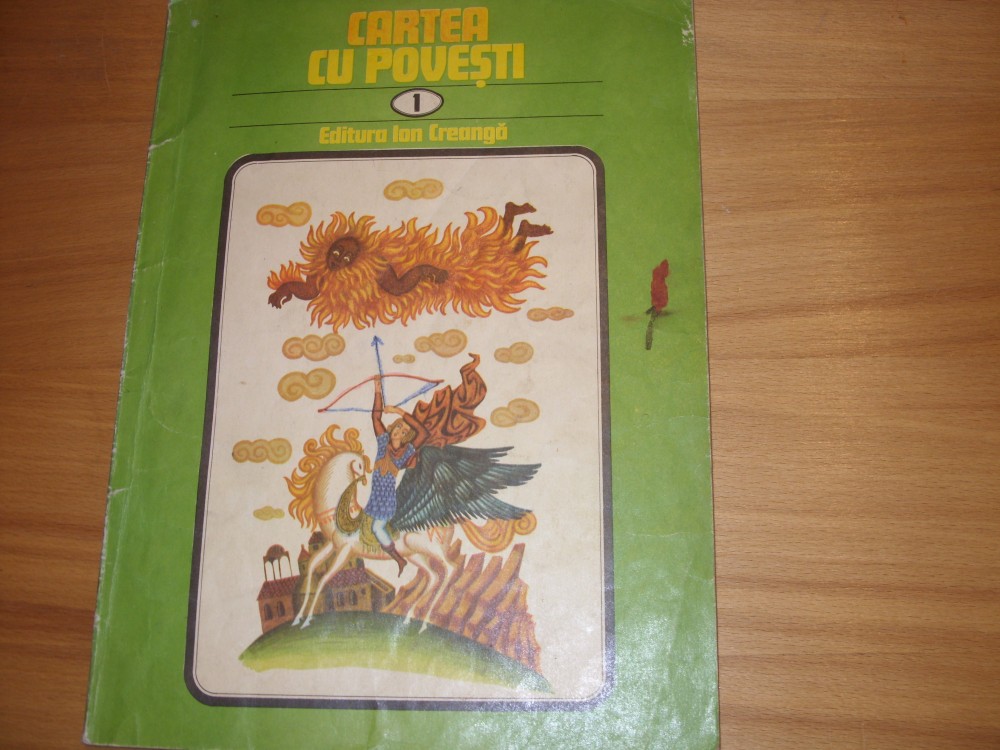 CARTEA
CU POVEȘTI
1
Editura Ion Creangă